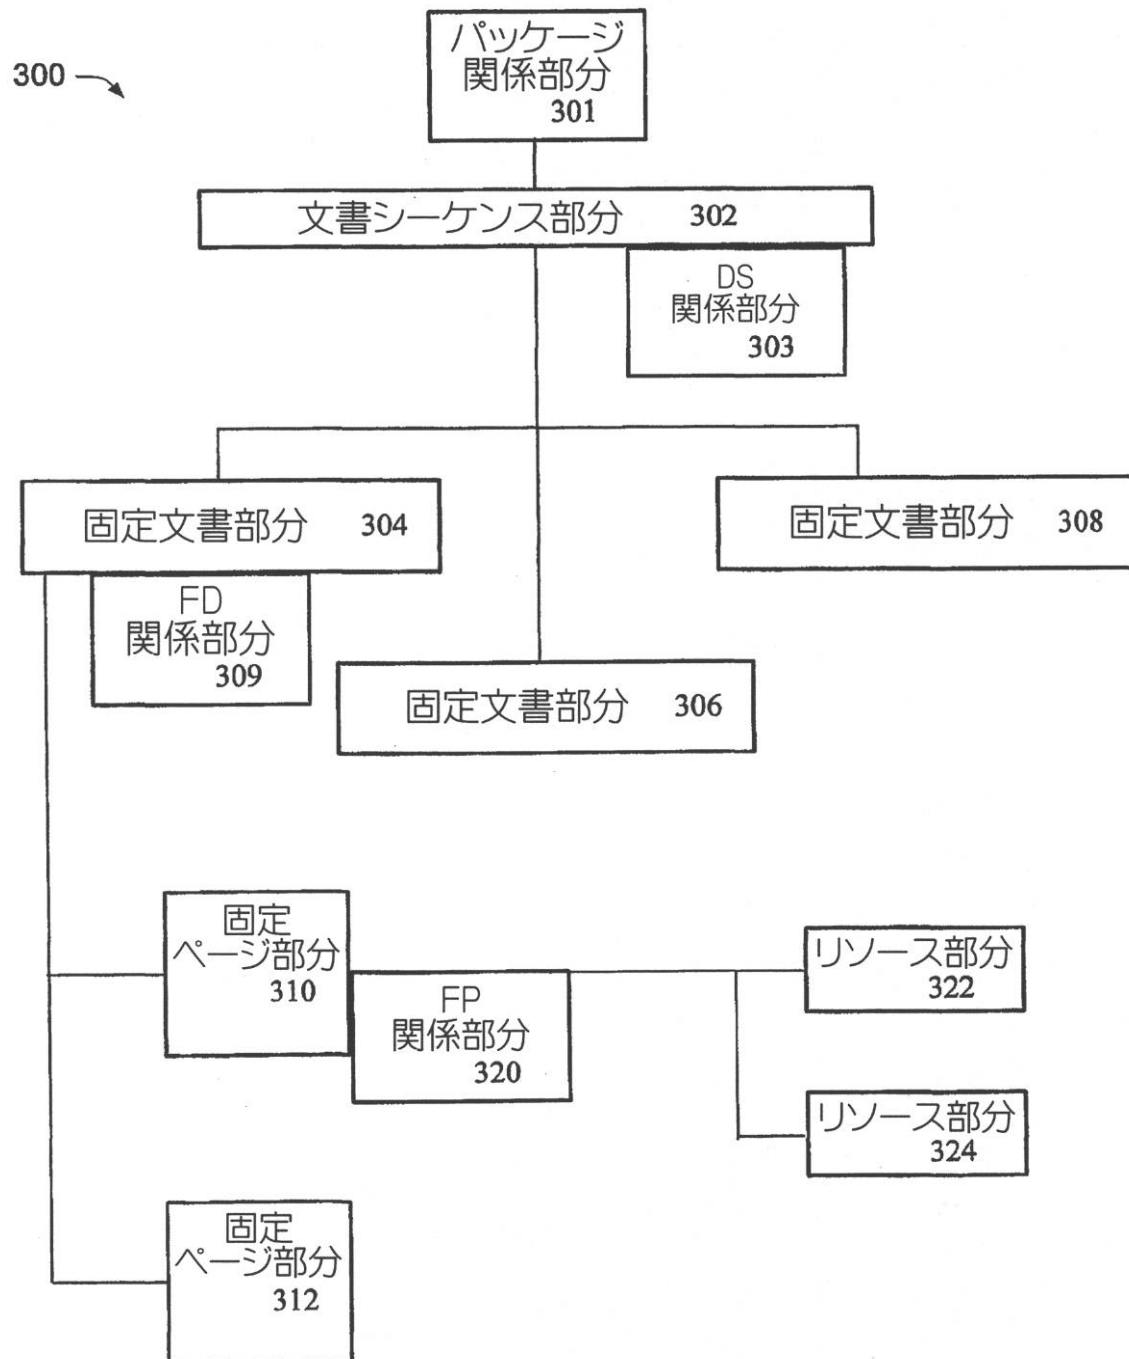 300
パッケージ
関係部分
301
文書シーケンス部分 302
DS
関係部分
303
固定文書部分 304
固定文書部分 308
FD
関係部分
309
固定文書部分 306
固定
ページ部分
310
FP
関係部分
320
リソース部分
322
リソース部分
324
固定
ページ部分
312